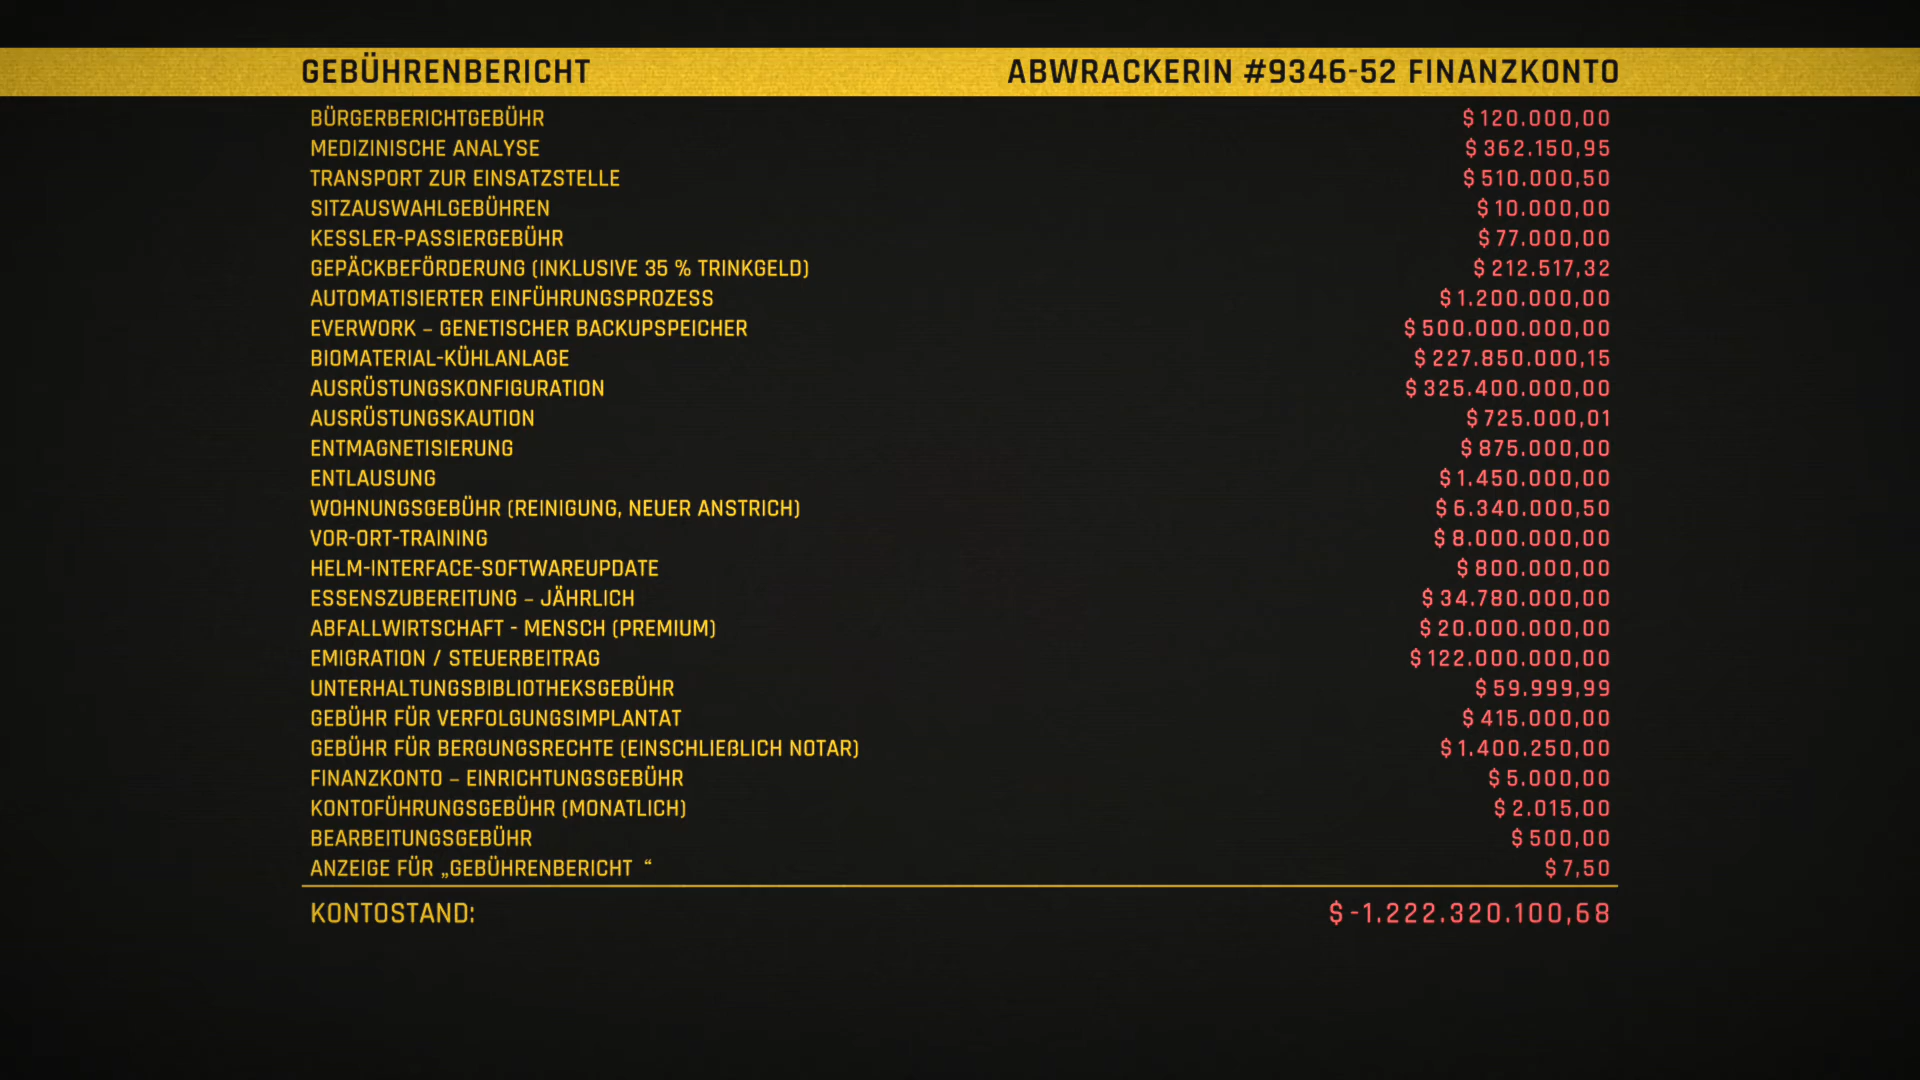 GEBÜHRENBERICHT ABWRACKERIN #9346-52 FINANZKONTO
BÜRGERBERICHTGEBÜHR $ 120.000,00
MEDIZINISCHE ANALYSE $ 362.150,95
TRANSPORT ZUR EINSATZSTELLE $ 510.000,50
SITZAUSWAHLGEBÜHREN $ 10.000,00
KESSLER-PASSIERGEBÜHR $ 77.000,00
GEPÄCKBEFÖRDERUNG (INKLUSIVE 35 % TRINKGELD) $ 212.517,32
AUTOMATISIERTER EINFÜHRUNGSPROZESS $ 1.200.000,00
EVERWORK – GENETISCHER BACKUPSPEICHER $ 500.000.000,00
BIOMATERIAL-KÜHLANLAGE $ 227.850.000,15
AUSRÜSTUNGSKONFIGURATION $ 325.400.000,00
AUSRÜSTUNGSKAUTION $ 725.000,01
ENTMAGNETISIERUNG $ 875.000,00
ENTLAUSUNG $ 1.450.000,00
WOHNUNGSGEBÜHR (REINIGUNG, NEUER ANSTRICH) $ 6.340.000,50
VOR-ORT-TRAINING $ 8.000.000,00
HELM-INTERFACE-SOFTWAREUPDATE $ 800.000,00
ESSENSZUBEREITUNG – JÄHRLICH $ 34.780.000,00
ABFALLWIRTSCHAFT - MENSCH (PREMIUM) $ 20.000.000,00
EMIGRATION / STEUERBEITRAG $ 122.000.000,00
UNTERHALTUNGSBIBLIOTHEKSGEBÜHR $ 59.999,99
GEBÜHR FÜR VERFOLGUNGSIMPLANTAT $ 415.000,00
GEBÜHR FÜR BERGUNGSRECHTE (EINSCHLIEßLICH NOTAR) $ 1.400.250,00
FINANZKONTO – EINRICHTUNGSGEBÜHR $ 5.000,00
KONTOFÜHRUNGSGEBÜHR (MONATLICH) $ 2.015,00
BEARBEITUNGSGEBÜHR $ 500,00
ANZEIGE FÜR „GEBÜHRENBERICHT “ $ 7,50
KONTOSTAND: $ -1.222.320.100,68